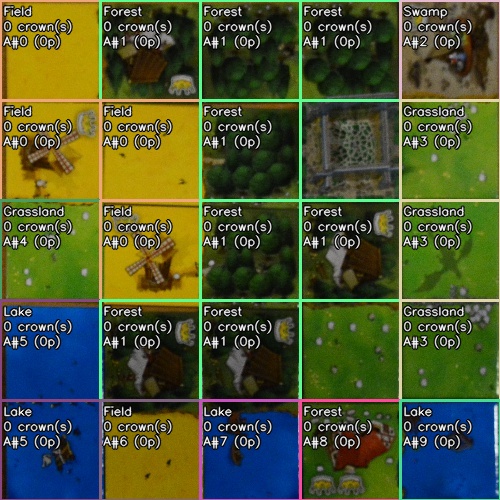 Field
0 crown(s)
A#0 (0p)
Forest
0 crown(s)
A#1 (0p)
Forest
0 crown(s)
A#1 (0p)
Forest
0 crown(s)
A#1 (0p)
Swamp
0 crown(s)
A#2 (0p)
Field
0 crown(s)
A#0 (0p)
Field
0 crown(s)
A#0 (0p)
Forest
0 crown(s)
A#1 (0p)
Grassland
0 crown(s)
A#3 (0p)
Grassland
0 crown(s)
A#4 (0p)
Field
0 crown(s)
A#0 (0p)
Forest
0 crown(s)
A#1 (0p)
Forest
0 crown(s)
A#1 (0p)
Grassland
0 crown(s)
A#3 (0p)
Lake
0 crown(s)
A#5 (0p)
Forest
0 crown(s)
A#1 (0p)
Forest
0 crown(s)
A#1 (0p)
Grassland
0 crown(s)
A#3 (0p)
Lake
0 crown(s)
A#5 (0p)
Field
0 crown(s)
A#6 (0p)
Lake
0 crown(s)
A#7 (0p)
Forest
0 crown(s)
A#8 (0p)
Lake
0 crown(s)
A#9 (0p)